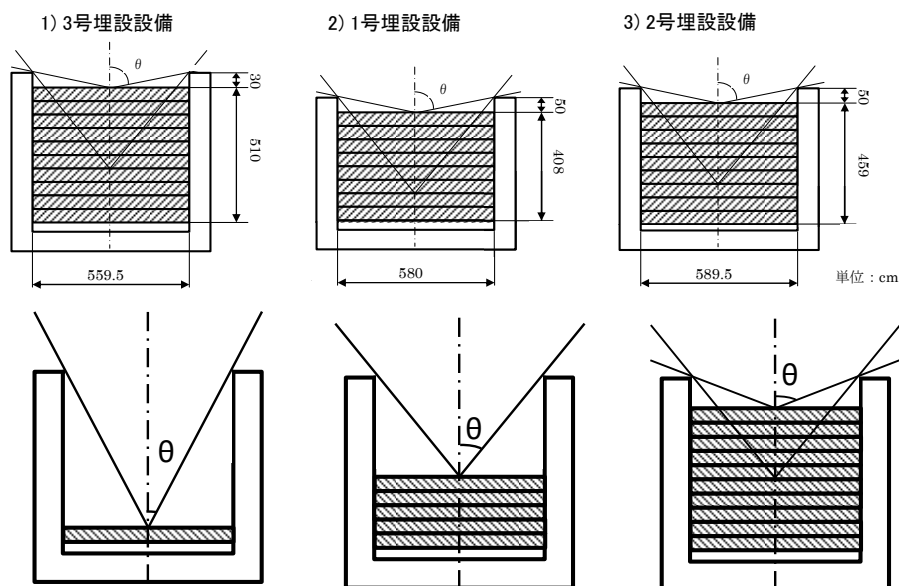 1) 3号埋設設備
2) 1号埋設設備
3) 2号埋設設備
θ
30
510
559.5
θ
50
408
580
θ
50
459
589.5
単位：cm
θ
θ
θ